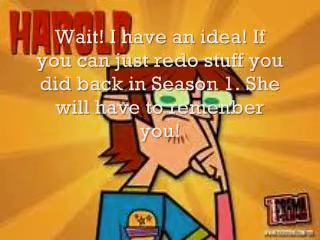 HAROLD
Wait! I have an idea! If
you can just redo stuff you
did back in Season 1. She
will have to remember
you!